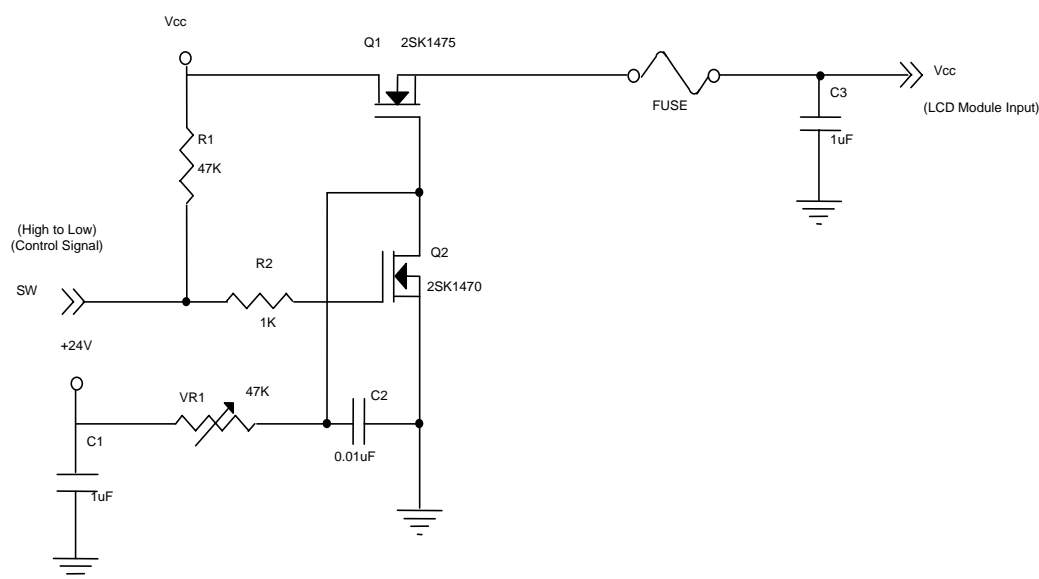 Vcc
Q1 2SK1475
Vcc
FUSE
C3
(LCD Module Input)
R1
1uF
47K
(High to Low)
(Control Signal)
Q2
R2
SW
2SK1470
1K
+24V
VR1
47K
C2
C1
0.01uF
1uF